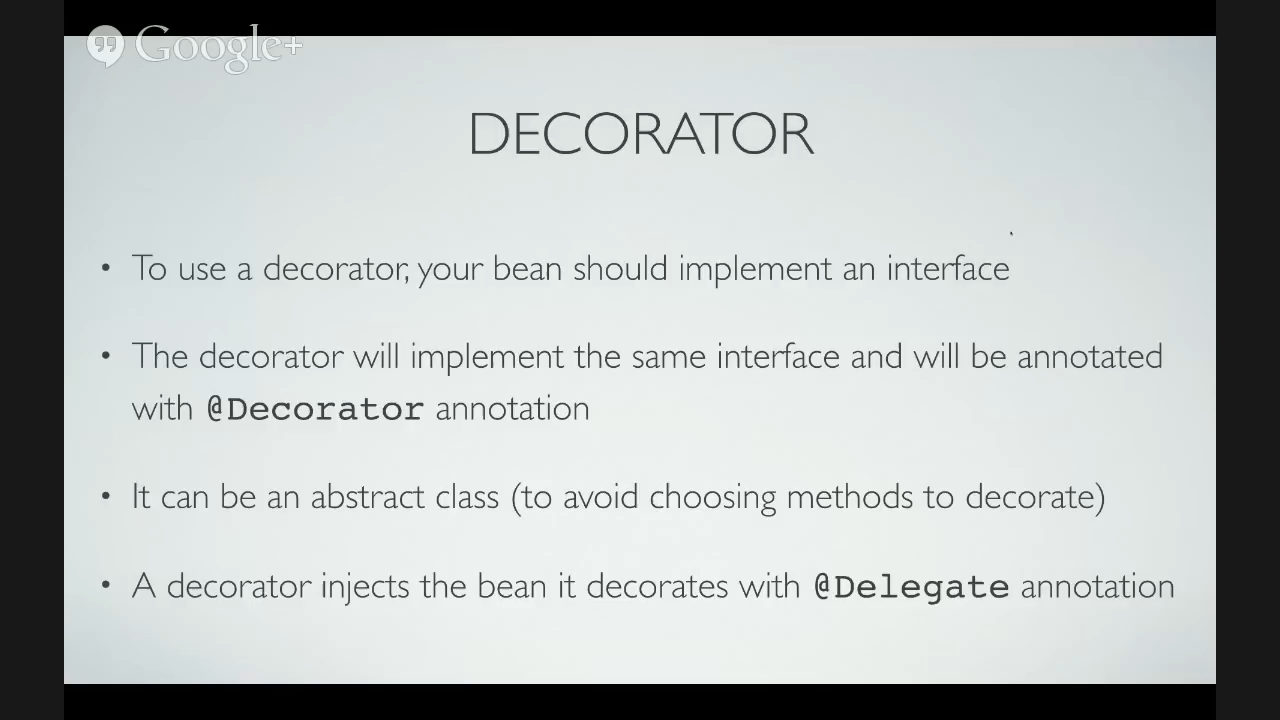 Google+
DECORATOR
• To use a decorator, your bean should implement an interface
• The decorator will implement the same interface and will be annotated
with @Decorator annotation
• It can be an abstract class (to avoid choosing methods to decorate)
• A decorator injects the bean it decorates with @Delegate annotation